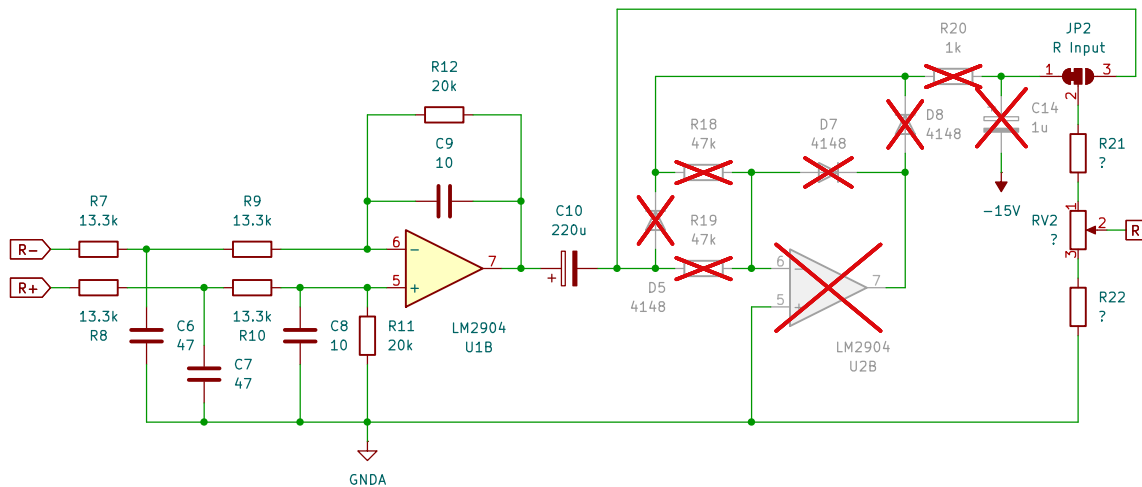 R20
1k
JP2
R Input
1
3
2
R12
20k
C9
10
R18
47k
D7
4148
D8
4148
C14
1u
R21
?
-15V
R7
13.3k
R9
13.3k
C10
220u
R19
47k
RV2
?
1
2
3
R
R-
R+
6
-
5
+
7
+
6
-
5
+
7
D5
4148
13.3k
R8
C6
47
13.3k
R10
C8
10
R11
20k
LM2904
U1B
LM2904
U2B
R22
?
C7
47
GNDA